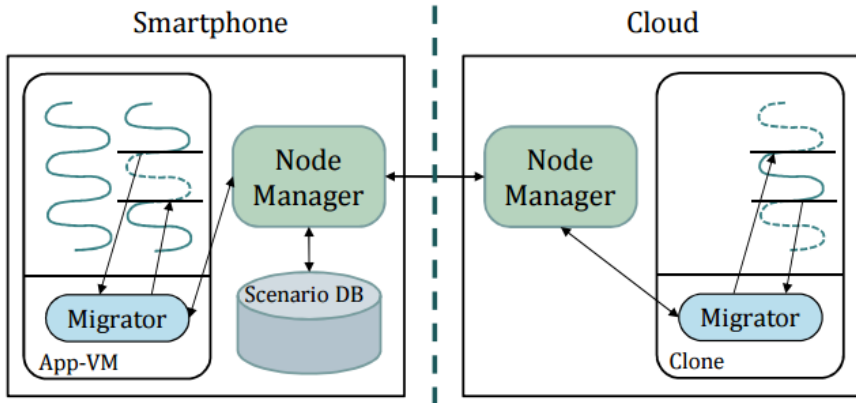 Smartphone
Cloud
Node
Manager
Node
Manager
Scenario DB
Migrator
App-VM
Migrator
Clone